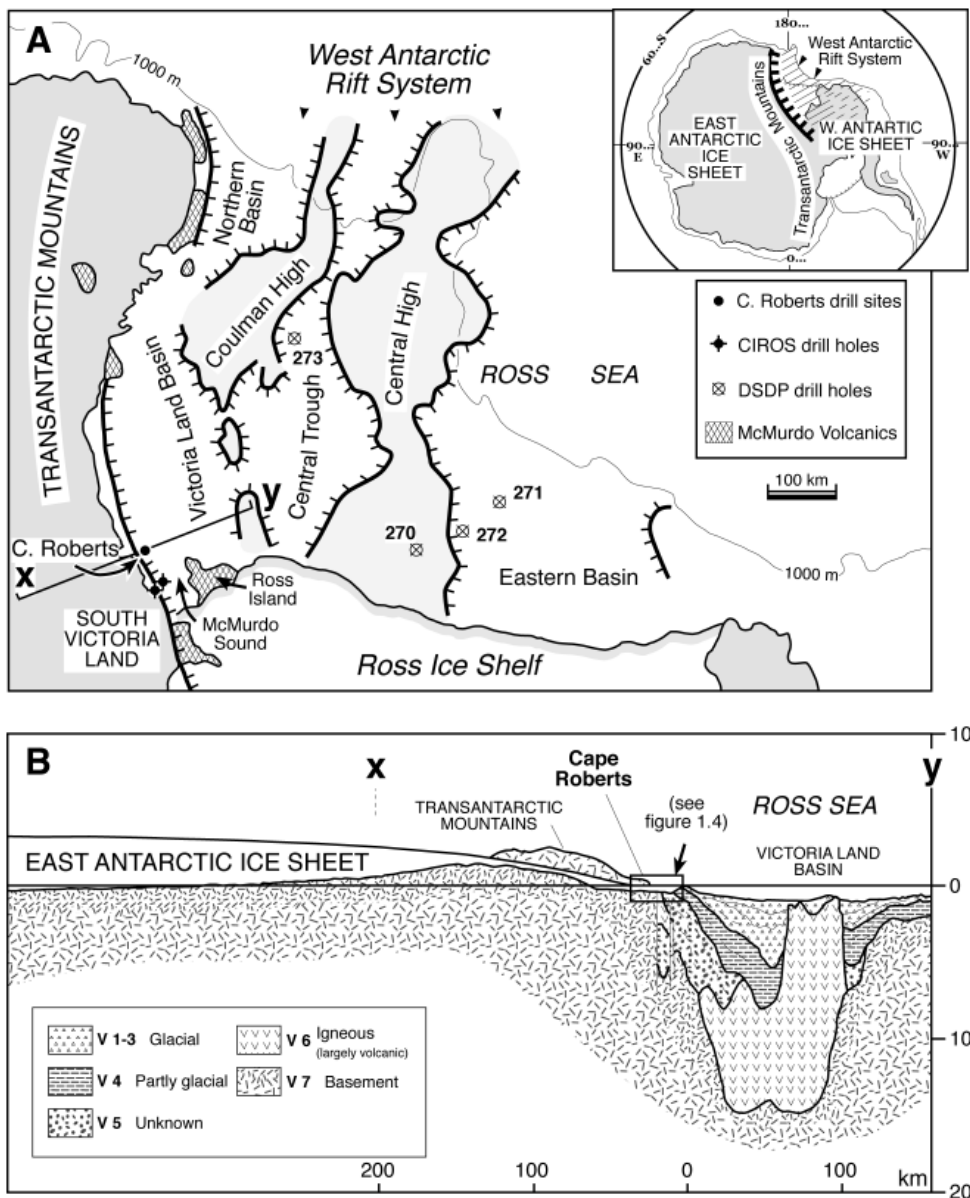 A
1000 m
West Antarctic
Rift System
TRANSANTARCTIC MOUNTAINS
Northern
Basin
Coulman High
Victoria Land Basin
273
Central Trough
Central High
ROSS SEA
y
270
271
272
Eastern Basin
1000 m
C. Roberts
x
SOUTH
VICTORIA
LAND
McMurdo
Sound
Ross
Island
Ross Ice Shelf
180...
60...S
West Antarctic
Rift System
EAST
ANTARCTIC
ICE
SHEET
Transantarctic Mountains
W. ANTARTIC
ICE SHEET
90...
E
90...
W
0...
C. Roberts drill sites
CIROS drill holes
DSDP drill holes
McMurdo Volcanics
100 km
B
x
Cape
Roberts
TRANSANTARCTIC
MOUNTAINS
(see
figure 1.4)
ROSS SEA
y
10
EAST ANTARCTIC ICE SHEET
VICTORIA LAND
BASIN
0
V 1-3 Glacial
V 4 Partly glacial
V 5 Unknown
V 6 Igneous
(largely volcanic)
V 7 Basement
10
200
100
0
100
km
20